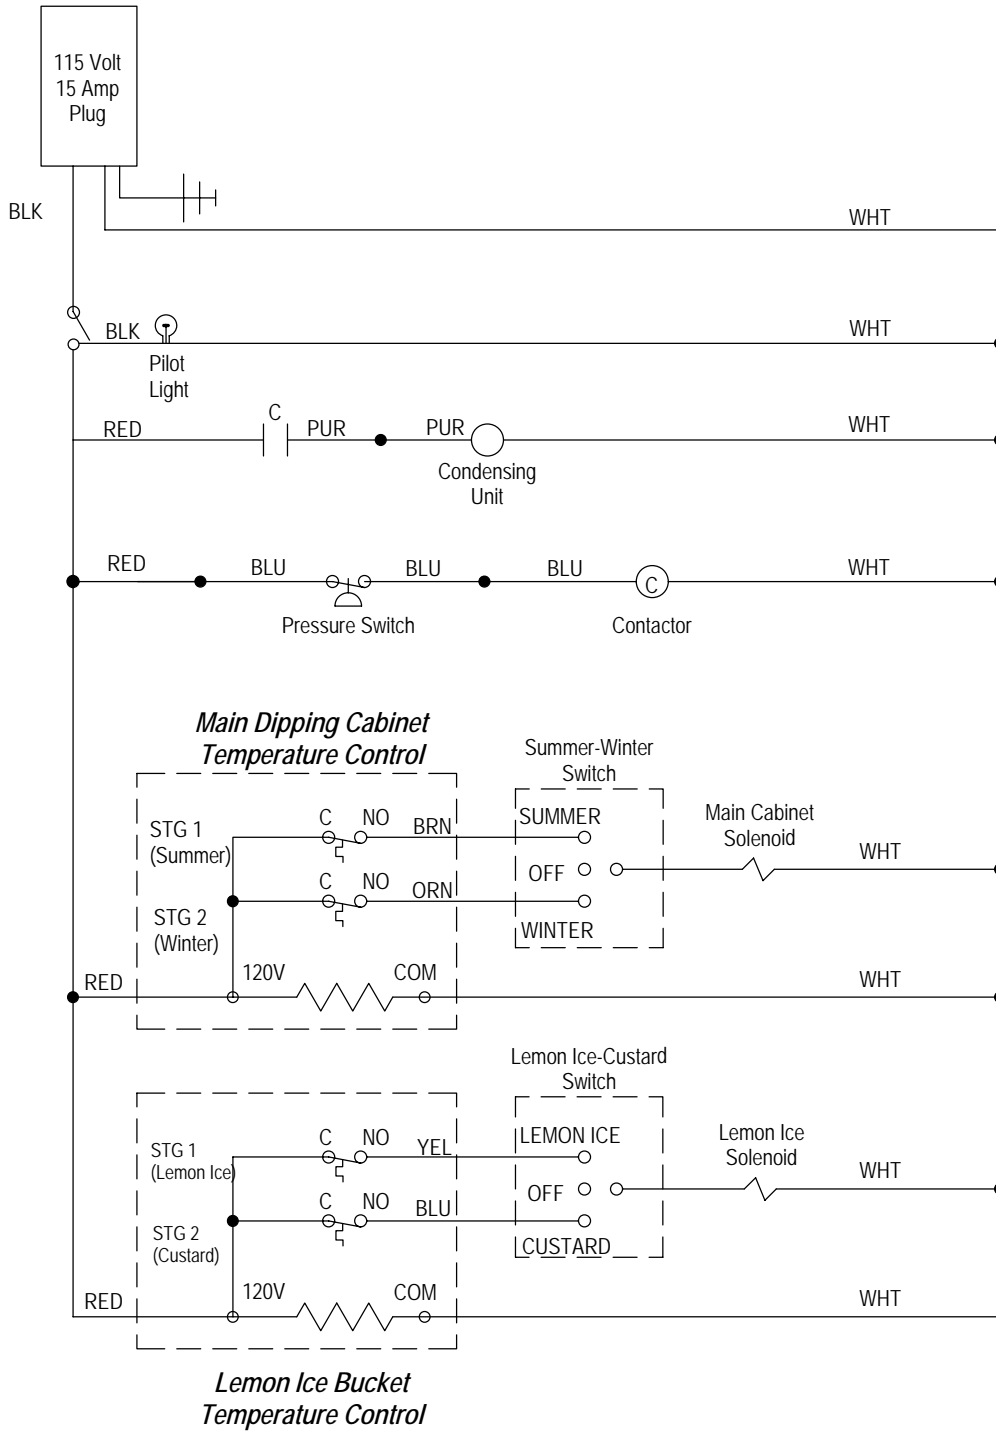 115 Volt
15 Amp
Plug
BLK
WHT
BLK
WHT
Pilot
Light
C
RED
PUR
PUR
WHT
Condensing
Unit
RED
BLU
BLU
BLU
WHT
C
Pressure Switch
Contactor
Main Dipping Cabinet
Temperature Control
Summer-Winter
Switch
STG 1
(Summer)
C
NO
BRN
SUMMER
Main Cabinet
Solenoid
WHT
OFF
C
NO
ORN
STG 2
(Winter)
WINTER
RED
120V
COM
WHT
Lemon Ice-Custard
Switch
STG 1
(Lemon Ice)
C
NO
YEL
LEMON ICE
Lemon Ice
Solenoid
WHT
OFF
C
NO
BLU
STG 2
(Custard)
CUSTARD
RED
120V
COM
WHT
Lemon Ice Bucket
Temperature Control